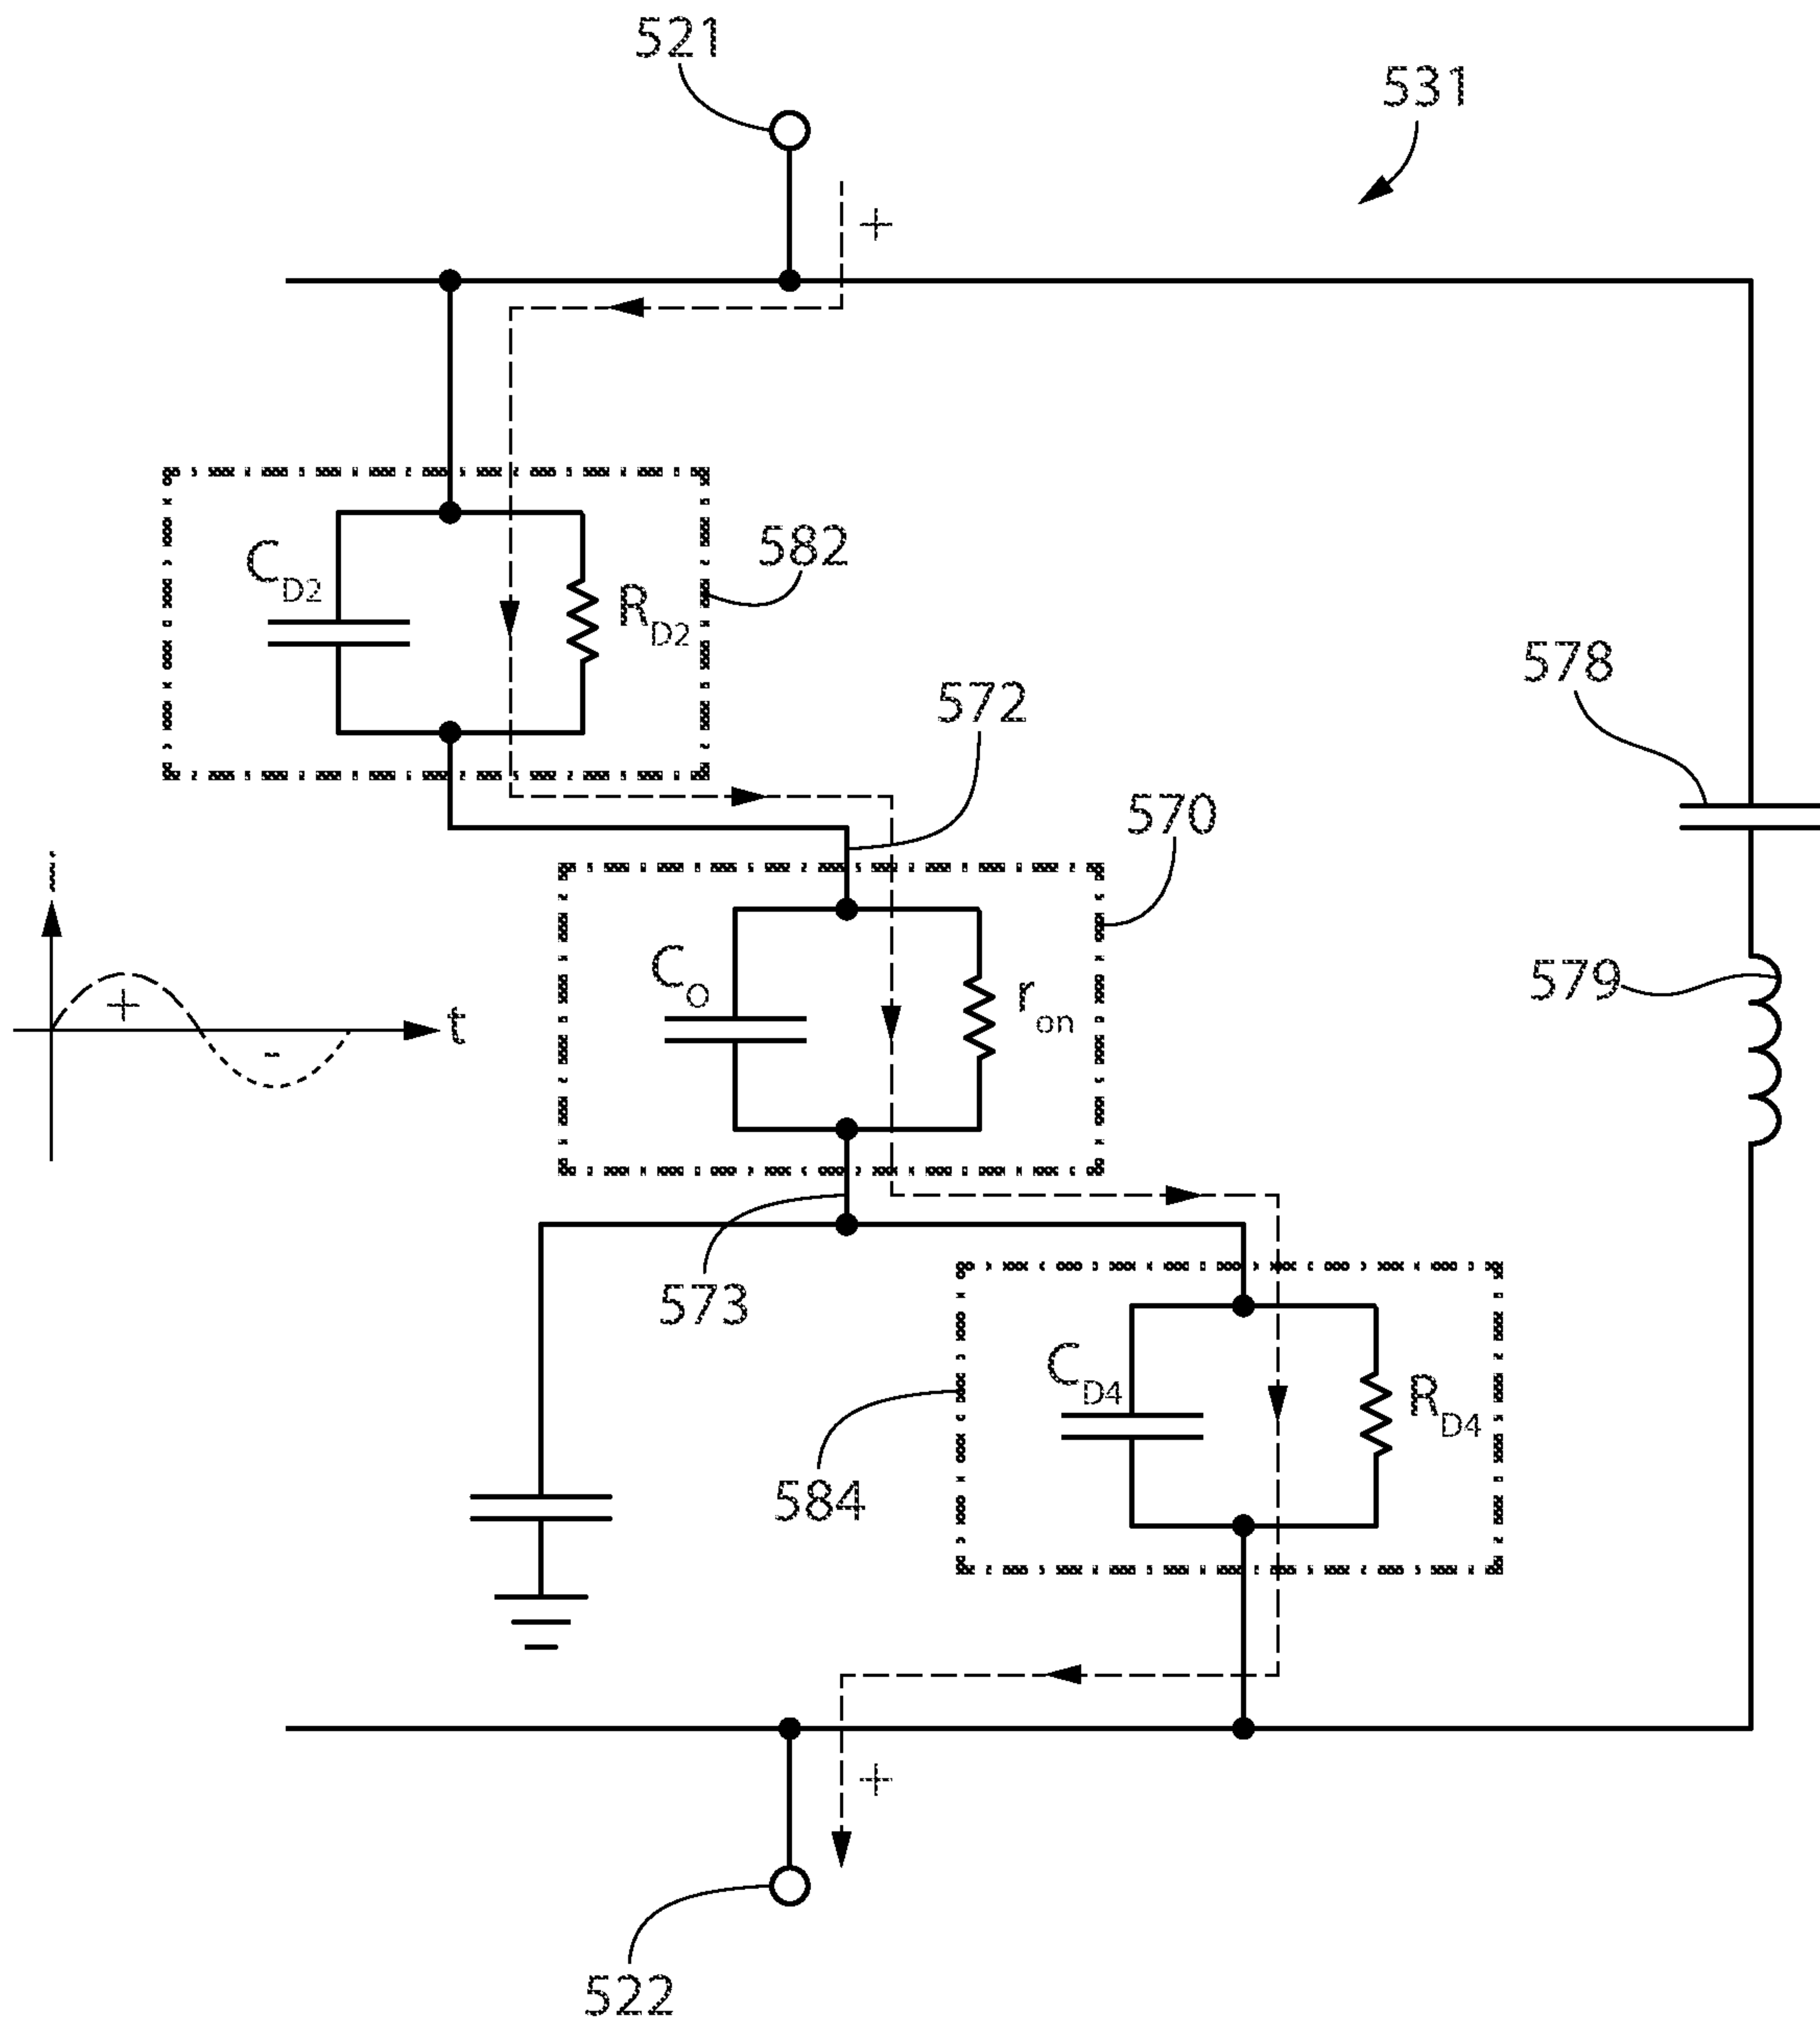 521
531
+
C_D2
582
R_D2
572
578
570
i
C_O
r_on
579
+
-
t
573
C_D4
R_D4
584
+
522